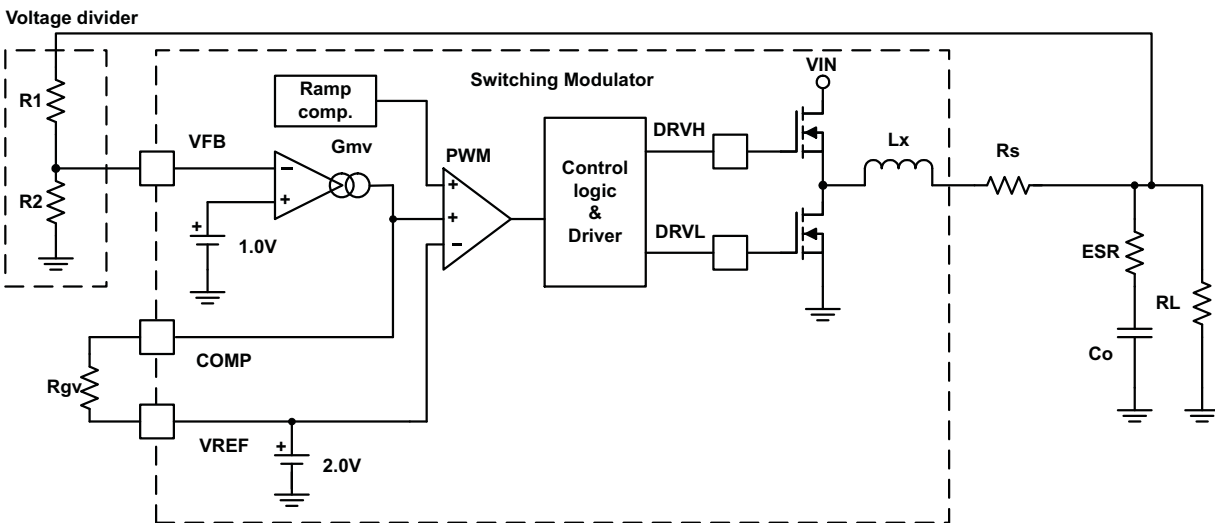 Voltage divider
R1
R2
VFB
Ramp
comp.
Gmv
1.0V
PWM
Switching Modulator
Control
logic
&
Driver
DRVH
DRVL
VIN
Lx
Rs
ESR
Co
RL
COMP
Rgv
VREF
2.0V
−
+
+
+
+
−
+